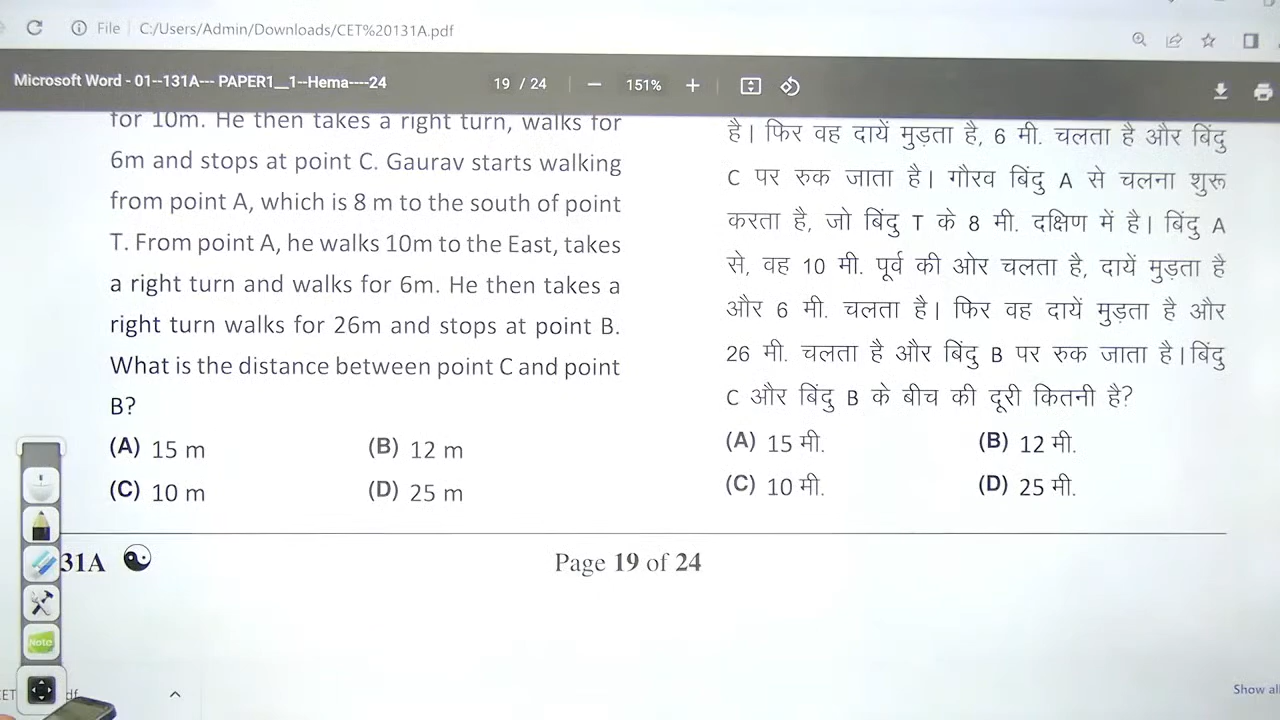 File C:/Users/Admin/Downloads/CET%20131A.pdf
Microsoft Word - 01--131A--- PAPER1__1--Hema----24
19 / 24
151%
for 10m. He then takes a right turn, walks for
6m and stops at point C. Gaurav starts walking
from point A, which is 8 m to the south of point
T. From point A, he walks 10m to the East, takes
a right turn and walks for 6m. He then takes a
right turn walks for 26m and stops at point B.
What is the distance between point C and point
B?
(A) 15 m (B) 12 m
(C) 10 m (D) 25 m
है। फिर वह दायें मुड़ता है, 6 मी. चलता है और बिंदु
C पर रुक जाता है। गौरव बिंदु A से चलना शुरू
करता है, जो बिंदु T के 8 मी. दक्षिण में है। बिंदु A
से, वह 10 मी. पूर्व की ओर चलता है, दायें मुड़ता है
और 6 मी. चलता है। फिर वह दायें मुड़ता है और
26 मी. चलता है और बिंदु B पर रुक जाता है।बिंदु
C और बिंदु B के बीच की दूरी कितनी है?
(A) 15 मी. (B) 12 मी.
(C) 10 मी. (D) 25 मी.
31A
Page 19 of 24
Note
CET
df
Show all